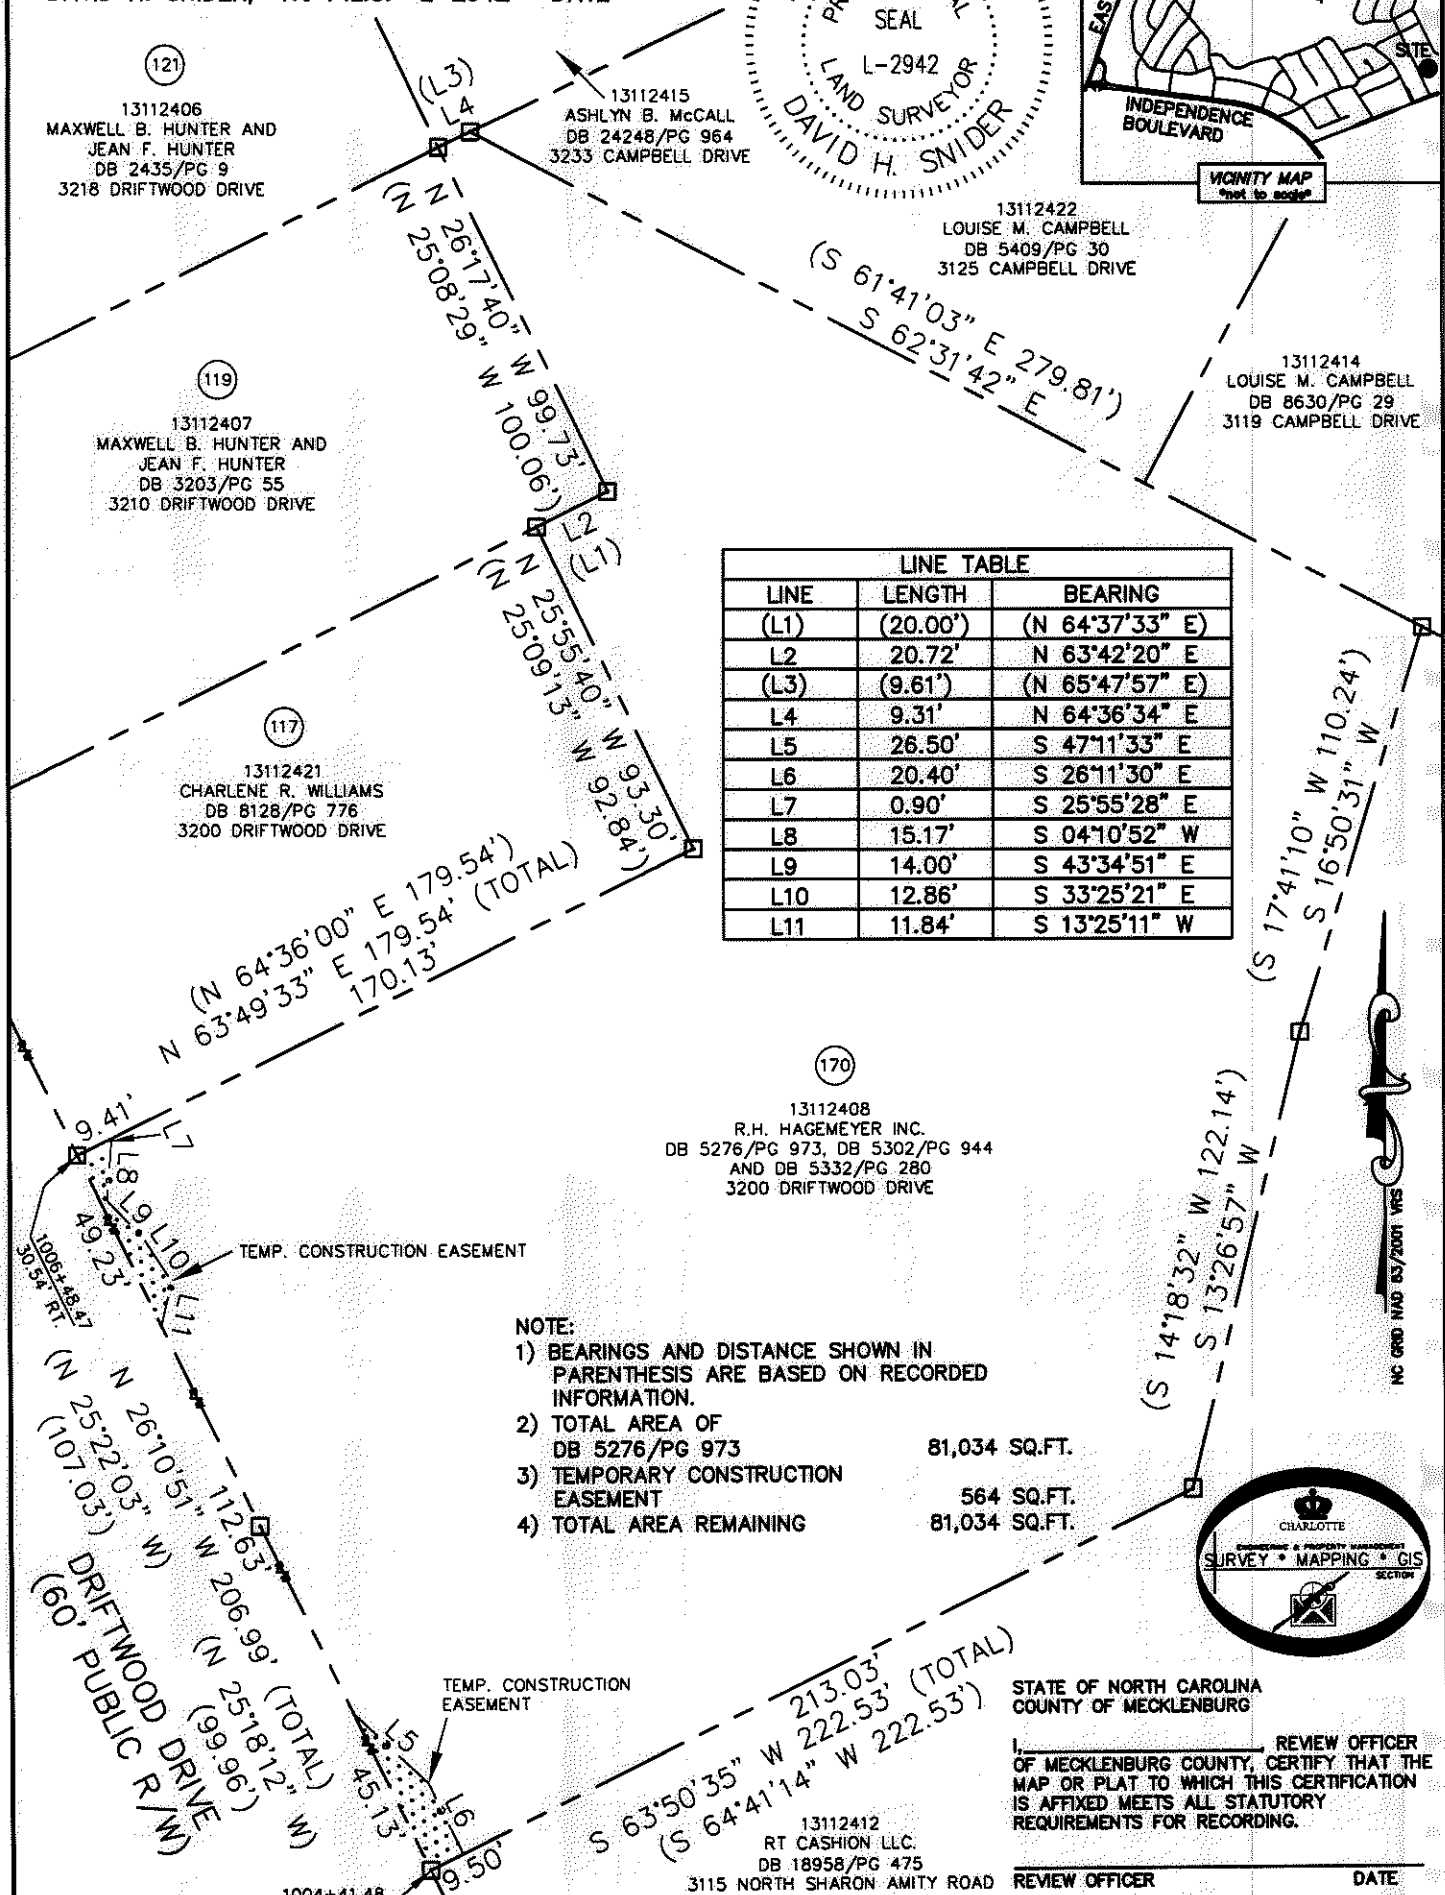 SEAL
L-2942
LAND SURVEYOR
DAVID H. SNIDER
SITE
INDEPENDENCE
BOULEVARD
VICINITY MAP
*not to scale*
121
13112406
MAXWELL B. HUNTER AND
JEAN F. HUNTER
DB 2435/PG 9
3218 DRIFTWOOD DRIVE
(L3)
L4
13112415
ASHLYN B. McCALL
DB 24248/PG 964
3233 CAMPBELL DRIVE
13112422
LOUISE M. CAMPBELL
DB 5409/PG 30
3125 CAMPBELL DRIVE
N 26°17'40" W 99.73'
(N 25°08'29" W 100.06')
(S 61°41'03" E 279.81')
S 62°31'42" E
13112414
LOUISE M. CAMPBELL
DB 8630/PG 29
3119 CAMPBELL DRIVE
119
13112407
MAXWELL B. HUNTER AND
JEAN F. HUNTER
DB 3203/PG 55
3210 DRIFTWOOD DRIVE
L2
(L1)
N 25°55'40" W 93.30'
(N 25°09'13" W 92.84')
LINE TABLE
LINE LENGTH BEARING
(L1) (20.00') (N 64°37'33" E)
L2 20.72' N 63°42'20" E
(L3) (9.61') (N 65°47'57" E)
L4 9.31' N 64°36'34" E
L5 26.50' S 47°11'33" E
L6 20.40' S 26°11'30" E
L7 0.90' S 25°55'28" E
L8 15.17' S 04°10'52" W
L9 14.00' S 43°34'51" E
L10 12.86' S 33°25'21" E
L11 11.84' S 13°25'11" W
117
13112421
CHARLENE R. WILLIAMS
DB 8128/PG 776
3200 DRIFTWOOD DRIVE
(N 64°36'00" E 179.54')
N 63°49'33" E 179.54' (TOTAL)
170.13'
(S 17°41'10" W 110.24')
S 16°50'31" W
170
13112408
R.H. HAGEMEYER INC.
DB 5276/PG 973, DB 5302/PG 944
AND DB 5332/PG 280
3200 DRIFTWOOD DRIVE
(S 14°18'32" W 122.14')
S 13°26'57" W
NC GRID NAD 83/2001 VRS
9.41'
L7
L8
L9
L10
L11
49.23'
1006+48.47
30.54' RT.
TEMP. CONSTRUCTION EASEMENT
NOTE:
1) BEARINGS AND DISTANCE SHOWN IN
PARENTHESIS ARE BASED ON RECORDED
INFORMATION.
2) TOTAL AREA OF
DB 5276/PG 973 81,034 SQ.FT.
3) TEMPORARY CONSTRUCTION
EASEMENT 564 SQ.FT.
4) TOTAL AREA REMAINING 81,034 SQ.FT.
112.63'
N 26°10'51" W 206.99' (TOTAL)
(N 25°22'03" W)
(107.03')
(N 25°18'12" W)
(99.96')
DRIFTWOOD DRIVE
(60' PUBLIC R/W)
TEMP. CONSTRUCTION
EASEMENT
L5
L6
45.13'
9.50'
213.03'
S 63°50'35" W 222.53' (TOTAL)
(S 64°41'14" W 222.53')
13112412
RT CASHION LLC.
DB 18958/PG 475
3115 NORTH SHARON AMITY ROAD
CHARLOTTE
ENGINEERING & PROPERTY MANAGEMENT
SURVEY * MAPPING * GIS
SECTION
STATE OF NORTH CAROLINA
COUNTY OF MECKLENBURG
I,____________________, REVIEW OFFICER
OF MECKLENBURG COUNTY, CERTIFY THAT THE
MAP OR PLAT TO WHICH THIS CERTIFICATION
IS AFFIXED MEETS ALL STATUTORY
REQUIREMENTS FOR RECORDING.
REVIEW OFFICER DATE